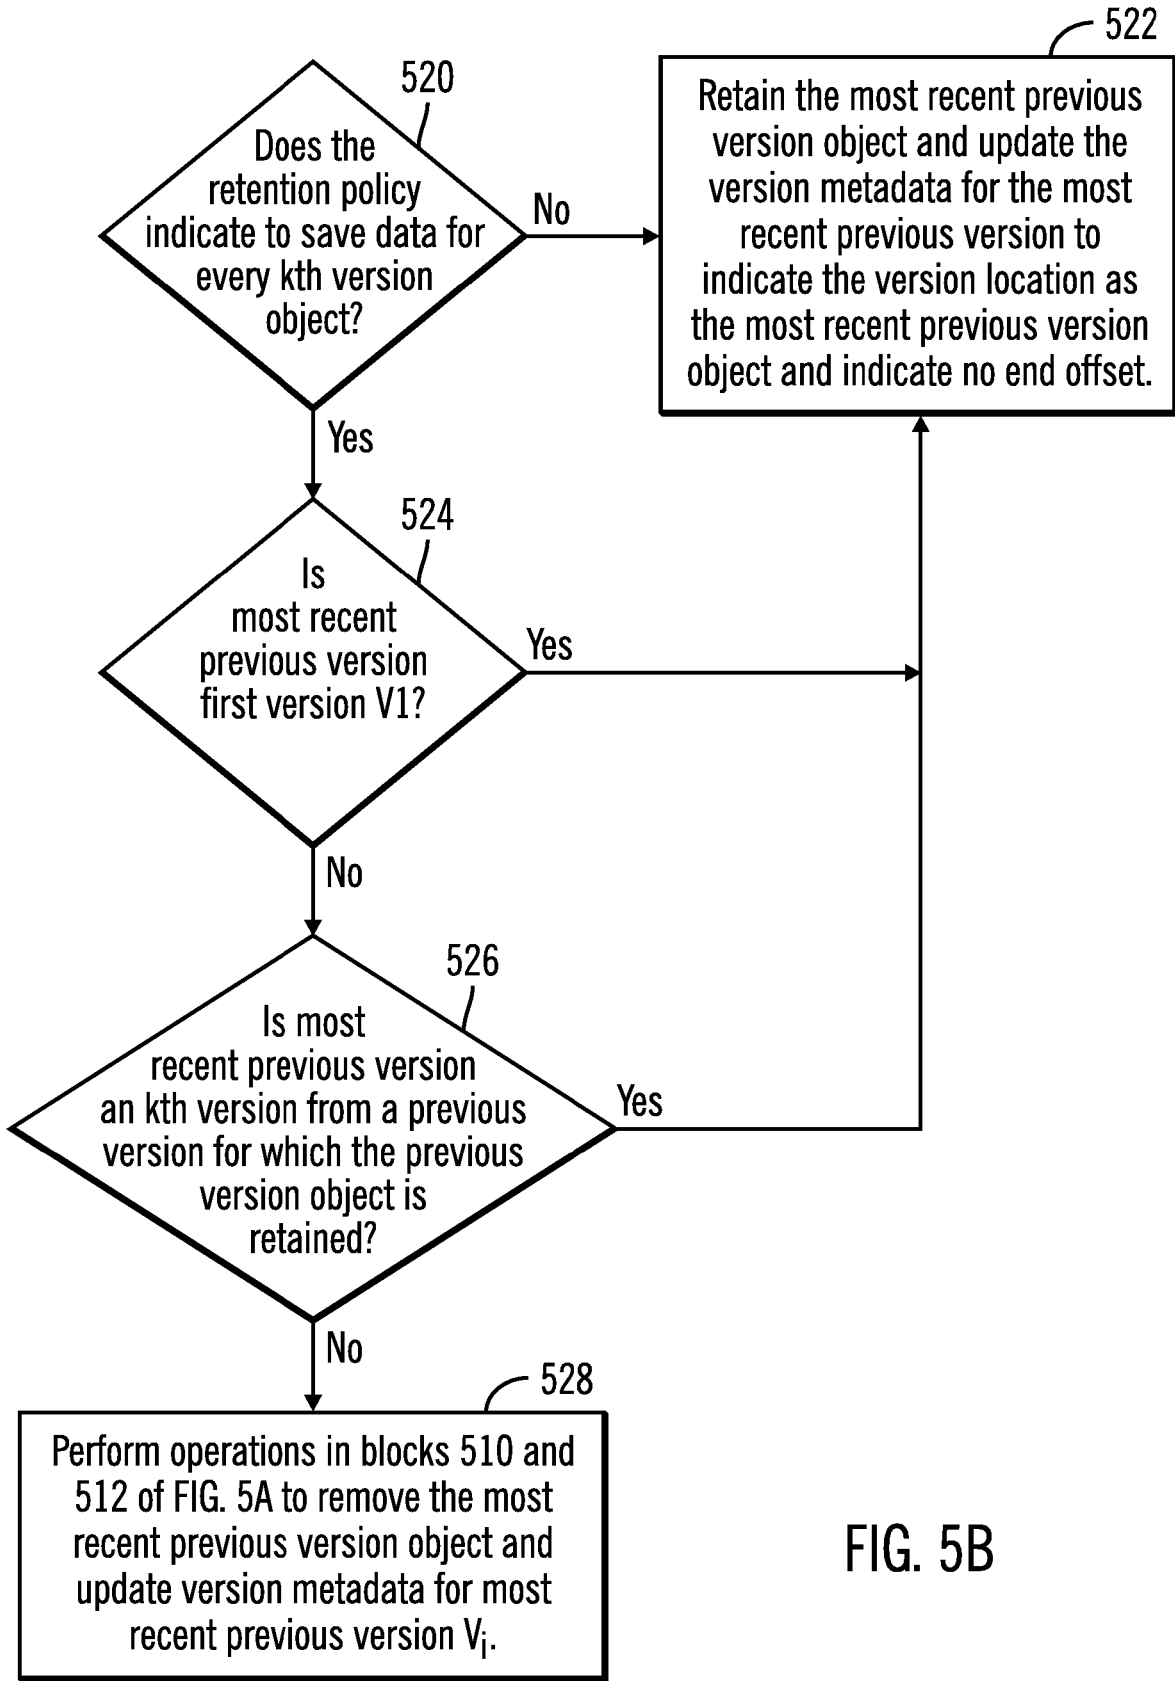 522
Retain the most recent previous
version object and update the
version metadata for the most
recent previous version to
indicate the version location as
the most recent previous version
object and indicate no end offset.
520
Does the
retention policy
indicate to save data for
every kth version
object?
No
Yes
524
Is
most recent
previous version
first version V1?
Yes
No
526
Is most
recent previous version
an kth version from a previous
version for which the previous
version object is
retained?
Yes
No
528
Perform operations in blocks 510 and
512 of FIG. 5A to remove the most
recent previous version object and
update version metadata for most
recent previous version Vi.
FIG. 5B